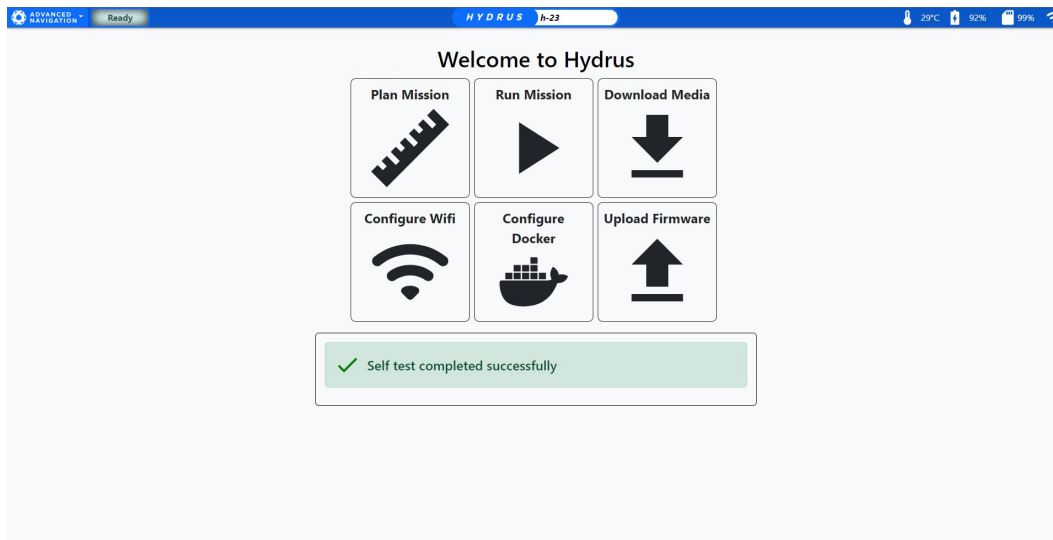 ADVANCED
NAVIGATION
Ready
HYDRUS
h-23
29°C
92%
99%
Welcome to Hydrus
Plan Mission
Run Mission
Download Media
Configure Wifi
Configure
Docker
Upload Firmware
Self test completed successfully